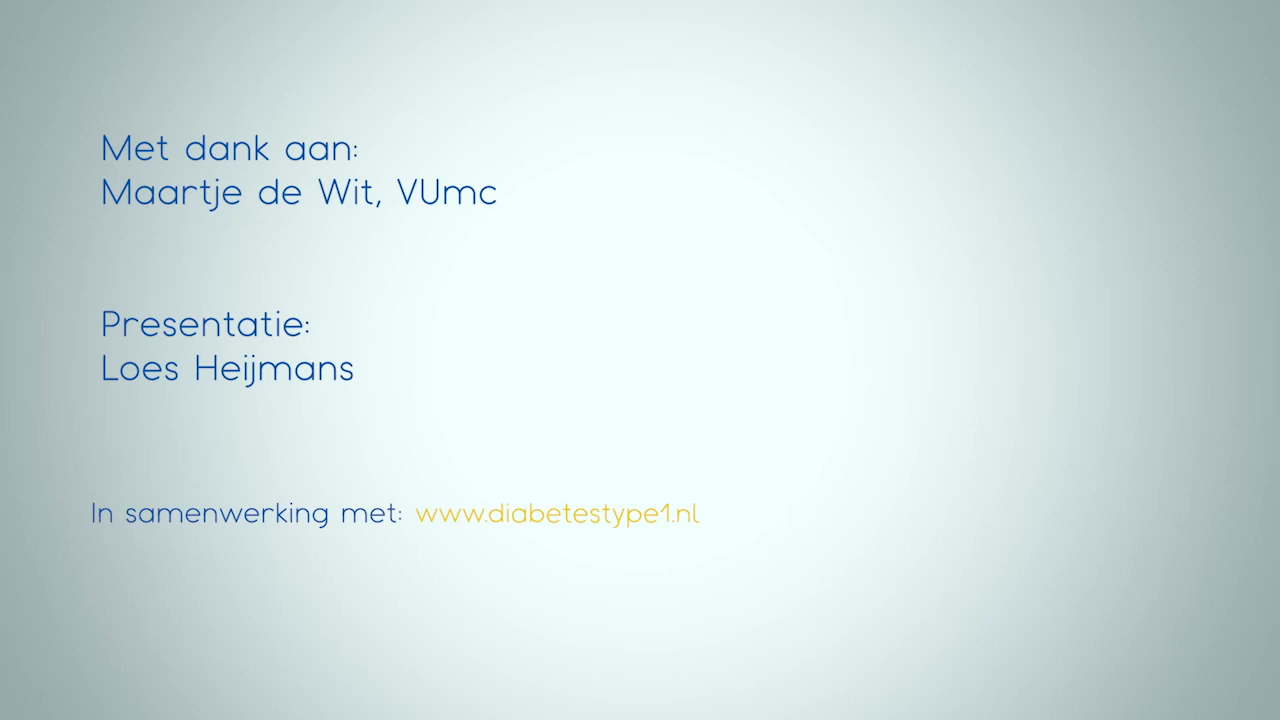 Met dank aan:
Maartje de Wit, VUmc
Presentatie:
Loes Heijmans
In samenwerking met: www.diabetestype1.nl